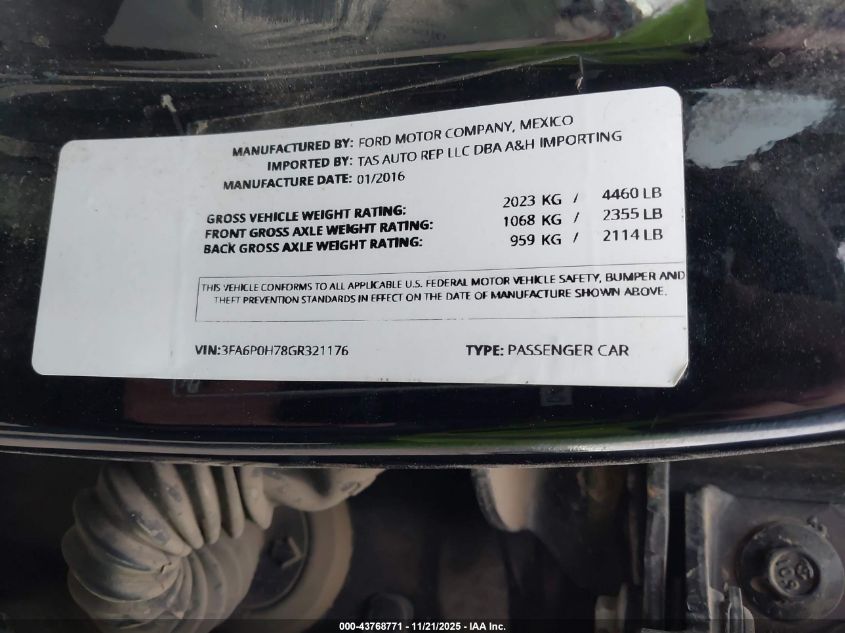 MANUFACTURED BY: FORD MOTOR COMPANY, MEXICO
IMPORTED BY: TAS AUTO REP LLC DBA A&H IMPORTING
MANUFACTURE DATE: 01/2016
GROSS VEHICLE WEIGHT RATING: 2023 KG / 4460 LB
FRONT GROSS AXLE WEIGHT RATING: 1068 KG / 2355 LB
BACK GROSS AXLE WEIGHT RATING: 959 KG / 2114 LB
THIS VEHICLE CONFORMS TO ALL APPLICABLE U.S. FEDERAL MOTOR VEHICLE SAFETY, BUMPER AND
THEFT PREVENTION STANDARDS IN EFFECT ON THE DATE OF MANUFACTURE SHOWN ABOVE.
VIN:3FA6P0H78GR321176 TYPE: PASSENGER CAR
000-43768771 - 11/21/2025 - IAA Inc.